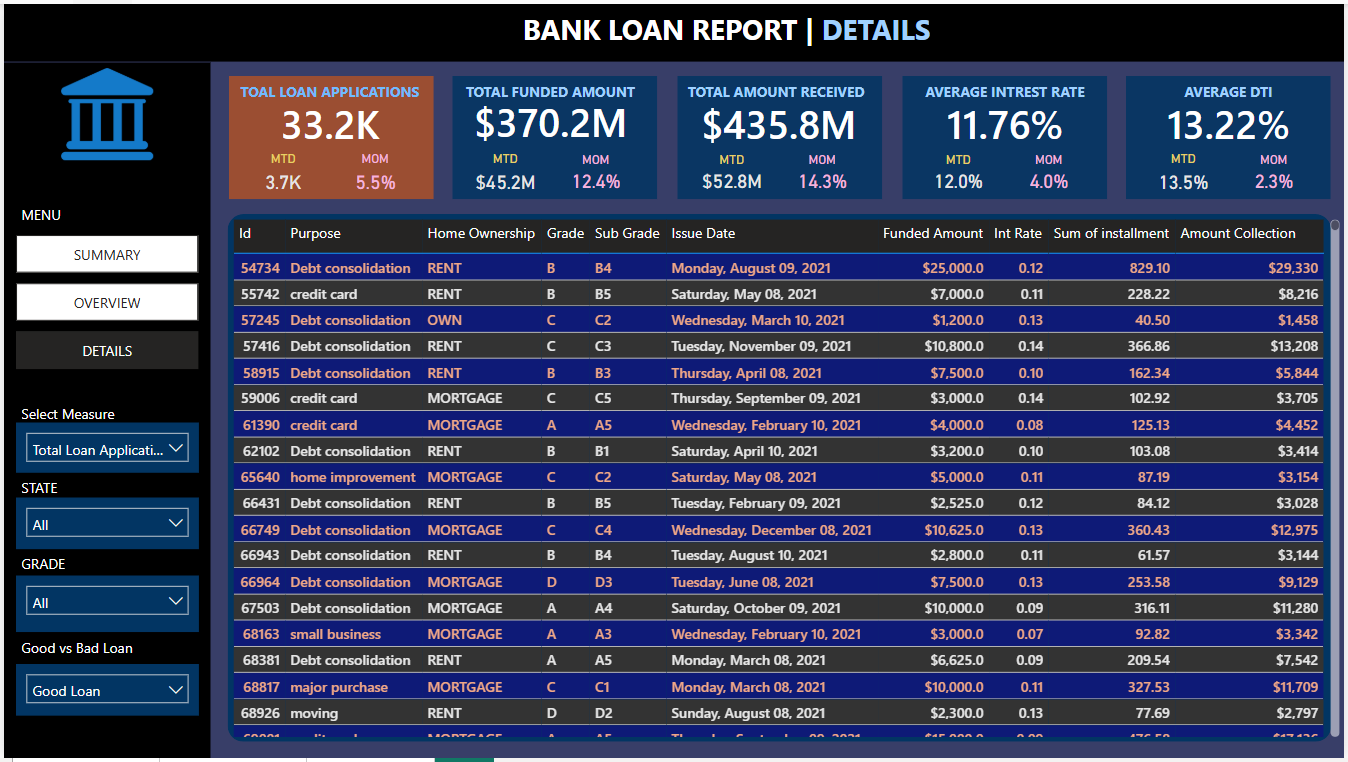 BANK LOAN REPORT | DETAILS
TOAL LOAN APPLICATIONS
33.2K
MTD MOM
3.7K 5.5%
TOTAL FUNDED AMOUNT
$370.2M
MTD MOM
$45.2M 12.4%
TOTAL AMOUNT RECEIVED
$435.8M
MTD MOM
$52.8M 14.3%
AVERAGE INTREST RATE
11.76%
MTD MOM
12.0% 4.0%
AVERAGE DTI
13.22%
MTD MOM
13.5% 2.3%
MENU
SUMMARY
OVERVIEW
DETAILS
Select Measure
Total Loan Applicati...
STATE
All
GRADE
All
Good vs Bad Loan
Good Loan
Id Purpose Home Ownership Grade Sub Grade Issue Date Funded Amount Int Rate Sum of installment Amount Collection
54734 Debt consolidation RENT B B4 Monday, August 09, 2021 $25,000.0 0.12 829.10 $29,330
55742 credit card RENT B B5 Saturday, May 08, 2021 $7,000.0 0.11 228.22 $8,216
57245 Debt consolidation OWN C C2 Wednesday, March 10, 2021 $1,200.0 0.13 40.50 $1,458
57416 Debt consolidation RENT C C3 Tuesday, November 09, 2021 $10,800.0 0.14 366.86 $13,208
58915 Debt consolidation RENT B B3 Thursday, April 08, 2021 $7,500.0 0.10 162.34 $5,844
59006 credit card MORTGAGE C C5 Thursday, September 09, 2021 $3,000.0 0.14 102.92 $3,705
61390 credit card MORTGAGE A A5 Wednesday, February 10, 2021 $4,000.0 0.08 125.13 $4,452
62102 Debt consolidation RENT B B1 Saturday, April 10, 2021 $3,200.0 0.10 103.08 $3,414
65640 home improvement MORTGAGE C C2 Saturday, May 08, 2021 $5,000.0 0.11 87.19 $3,154
66431 Debt consolidation RENT B B5 Tuesday, February 09, 2021 $2,525.0 0.12 84.12 $3,028
66749 Debt consolidation MORTGAGE C C4 Wednesday, December 08, 2021 $10,625.0 0.13 360.43 $12,975
66943 Debt consolidation RENT B B4 Tuesday, August 10, 2021 $2,800.0 0.11 61.57 $3,144
66964 Debt consolidation MORTGAGE D D3 Tuesday, June 08, 2021 $7,500.0 0.13 253.58 $9,129
67503 Debt consolidation MORTGAGE A A4 Saturday, October 09, 2021 $10,000.0 0.09 316.11 $11,280
68163 small business MORTGAGE A A3 Wednesday, February 10, 2021 $3,000.0 0.07 92.82 $3,342
68381 Debt consolidation RENT A A5 Monday, March 08, 2021 $6,625.0 0.09 209.54 $7,542
68817 major purchase MORTGAGE C C1 Monday, March 08, 2021 $10,000.0 0.11 327.53 $11,709
68926 moving RENT D D2 Sunday, August 08, 2021 $2,300.0 0.13 77.69 $2,797